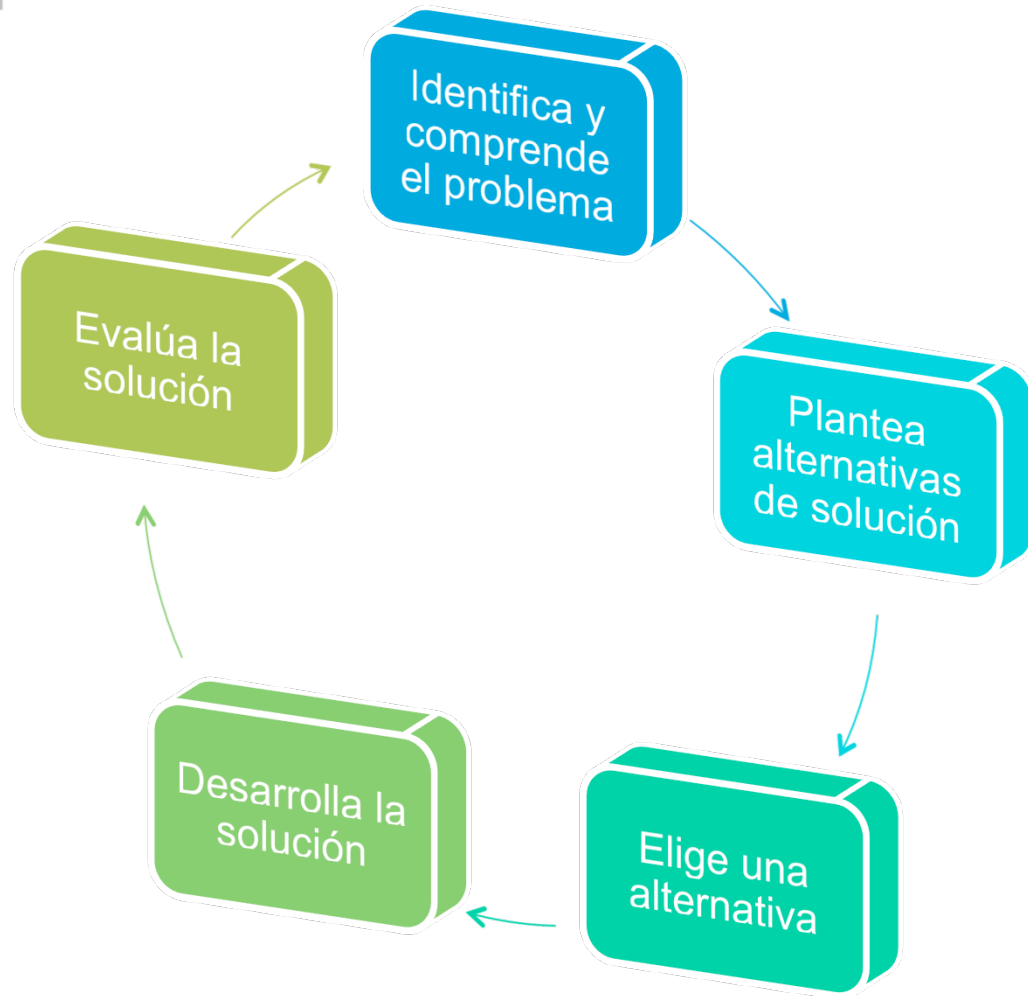 Identifica y
comprende
el problema
Plantea
alternativas
de solución
Elige una
alternativa
Desarrolla la
solución
Evalúa la
solución